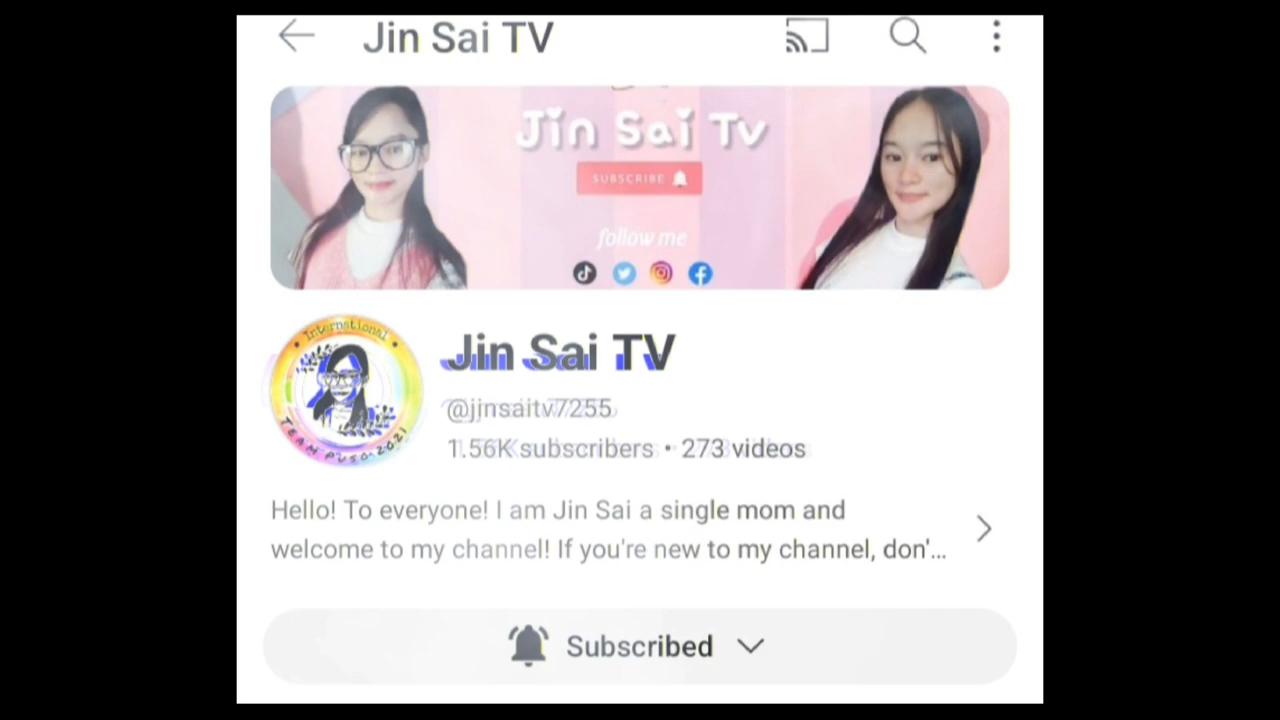 Jin Sai TV
Jin Sai Tv
SUBSCRIBE
follow me
International
TEAM PUSO 2021
Jin Sai TV
@jinsaitv7255
1.56K subscribers • 273 videos
Hello! To everyone! I am Jin Sai a single mom and
welcome to my channel! If you're new to my channel, don'...
Subscribed